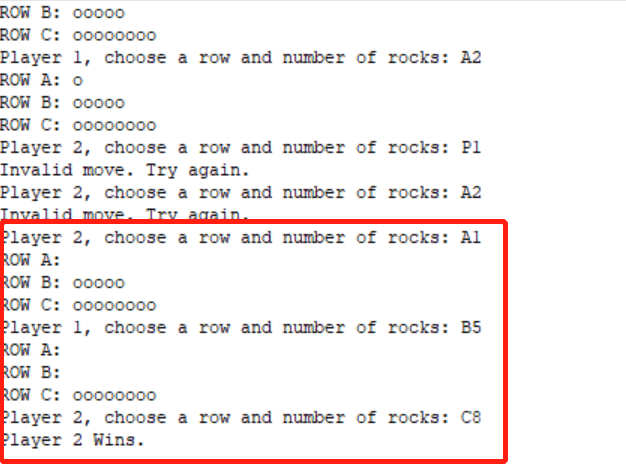 ROW B: ooooo
ROW C: oooooooo
Player 1, choose a row and number of rocks: A2
ROW A: o
ROW B: ooooo
ROW C: oooooooo
Player 2, choose a row and number of rocks: P1
Invalid move. Try again.
Player 2, choose a row and number of rocks: A2
Invalid move. Try again.
Player 2, choose a row and number of rocks: A1
ROW A:
ROW B: ooooo
ROW C: oooooooo
Player 1, choose a row and number of rocks: B5
ROW A:
ROW B:
ROW C: oooooooo
Player 2, choose a row and number of rocks: C8
Player 2 Wins.